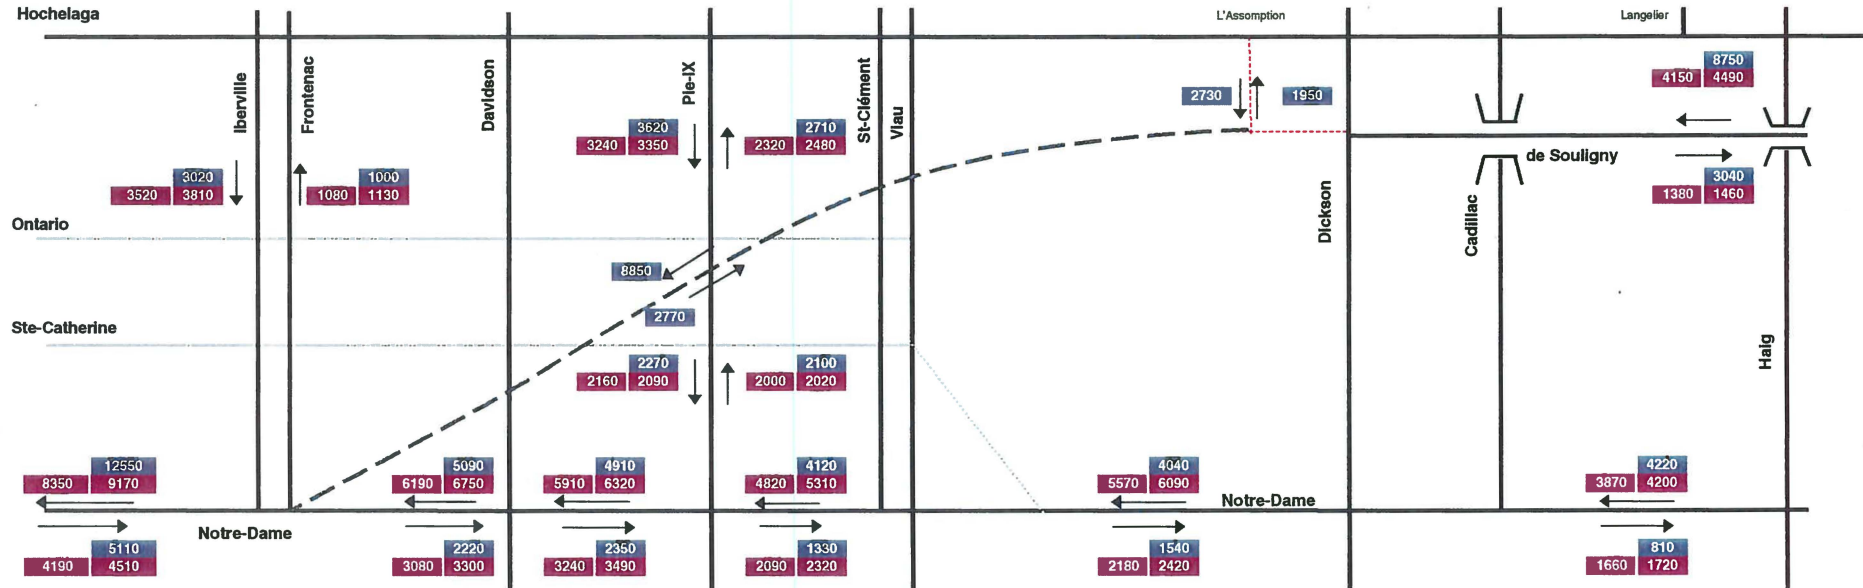 Hochelaga
L'Assomption
Langelier
Iberville
Frontenac
Davidson
Pie-IX
St-Clément
Viau
Dickson
Cadillac
de Souligny
Haig
8750
4150 4490
3040
1380 1460
2730
1950
3620
3240 3350
2710
2320 2480
3020
3520 3810
1000
1080 1130
Ontario
8850
2770
Ste-Catherine
2270
2160 2090
2100
2000 2020
12550
8350 9170
5090
6190 6750
4910
5910 6320
4120
4820 5310
4040
5570 6090
4220
3870 4200
Notre-Dame
Notre-Dame
5110
4190 4510
2220
3080 3300
2350
3240 3490
1330
2090 2320
1540
2180 2420
810
1660 1720